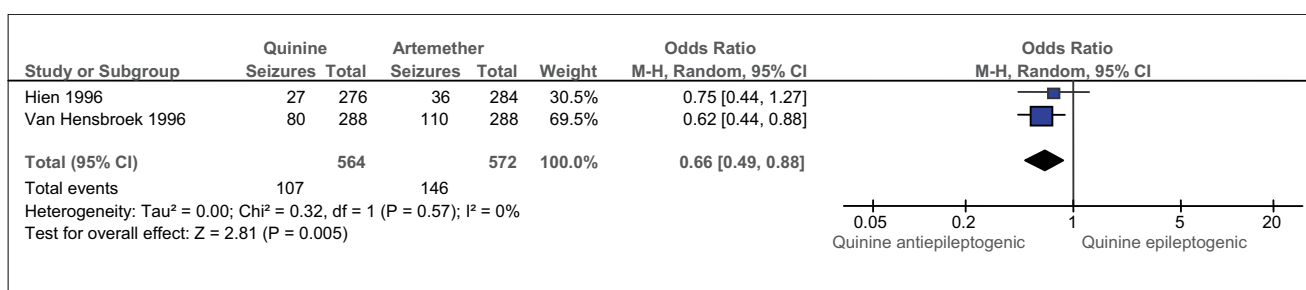 Quinine Artemether Odds Ratio Odds Ratio
Study or Subgroup Seizures Total Seizures Total Weight M-H, Random, 95% CI M-H, Random, 95% CI
Hien 1996 27 276 36 284 30.5% 0.75 [0.44, 1.27]
Van Hensbroek 1996 80 288 110 288 69.5% 0.62 [0.44, 0.88]
Total (95% CI) 564 572 100.0% 0.66 [0.49, 0.88]
Total events 107 146
Heterogeneity: Tau² = 0.00; Chi² = 0.32, df = 1 (P = 0.57); I² = 0%
Test for overall effect: Z = 2.81 (P = 0.005)
0.05 0.2 1 5 20
Quinine antiepileptogenic Quinine epileptogenic